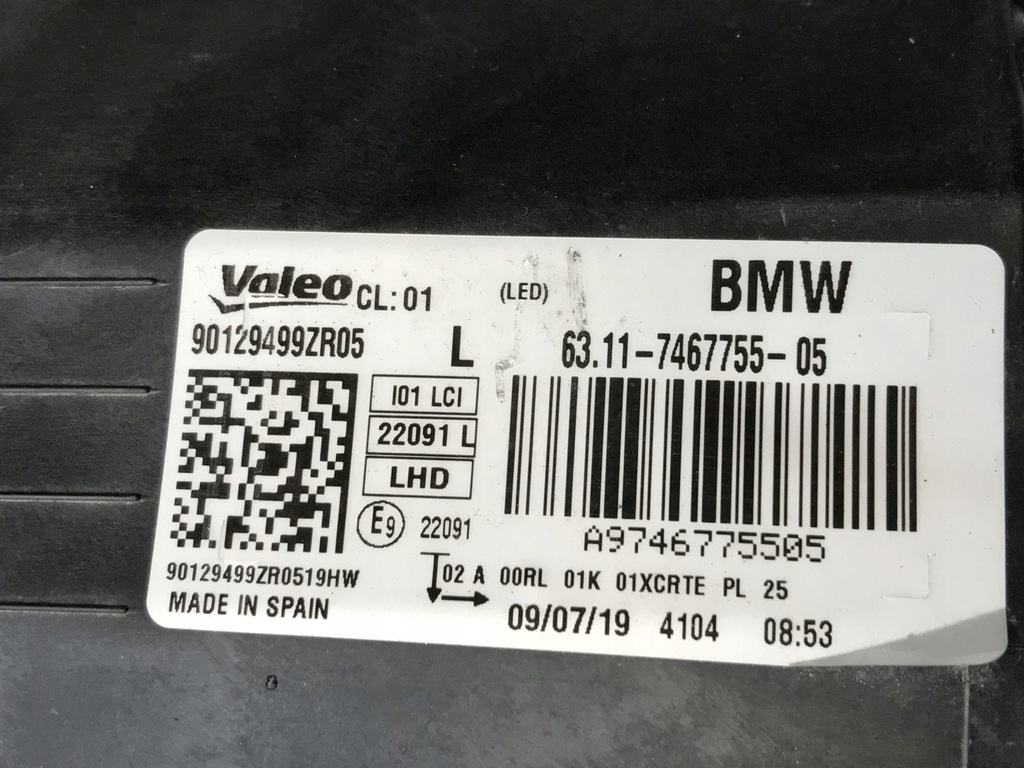 Valeo CL: 01 (LED) BMW
90129499ZR05 L 63.11-7467755-05
I01 LCI
22091 L
LHD
E9 22091
A9746775505
90129499ZR0519HW 02 A 00RL 01K 01XCRTE PL 25
MADE IN SPAIN 09/07/19 4104 08:53